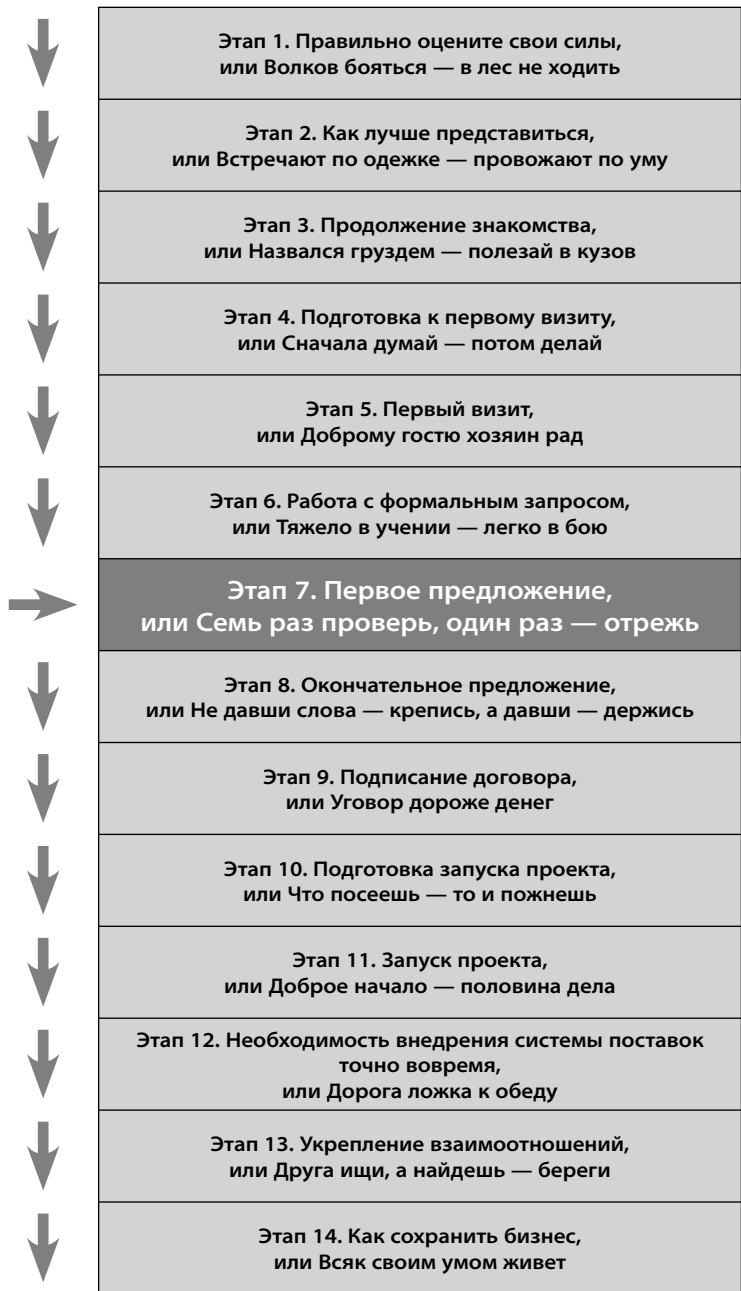 Этап 1. Правильно оцените свои силы,
или Волков бояться — в лес не ходить
Этап 2. Как лучше представиться,
или Встречают по одежке — провожают по уму
Этап 3. Продолжение знакомства,
или Назвался груздем — полезай в кузов
Этап 4. Подготовка к первому визиту,
или Сначала думай — потом делай
Этап 5. Первый визит,
или Доброму гостю хозяин рад
Этап 6. Работа с формальным запросом,
или Тяжело в учении — легко в бою
Этап 7. Первое предложение,
или Семь раз проверь, один раз — отрежь
Этап 8. Окончательное предложение,
или Не давши слова — крепись, а давши — держись
Этап 9. Подписание договора,
или Уговор дороже денег
Этап 10. Подготовка запуска проекта,
или Что посеешь — то и пожнешь
Этап 11. Запуск проекта,
или Доброе начало — половина дела
Этап 12. Необходимость внедрения системы поставок
точно вовремя,
или Дорога ложка к обеду
Этап 13. Укрепление взаимоотношений,
или Друга ищи, а найдешь — береги
Этап 14. Как сохранить бизнес,
или Всяк своим умом живет